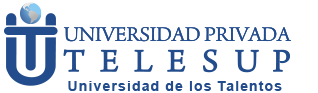 UNIVERSIDAD PRIVADA
TELESUP
Universidad de los Talentos